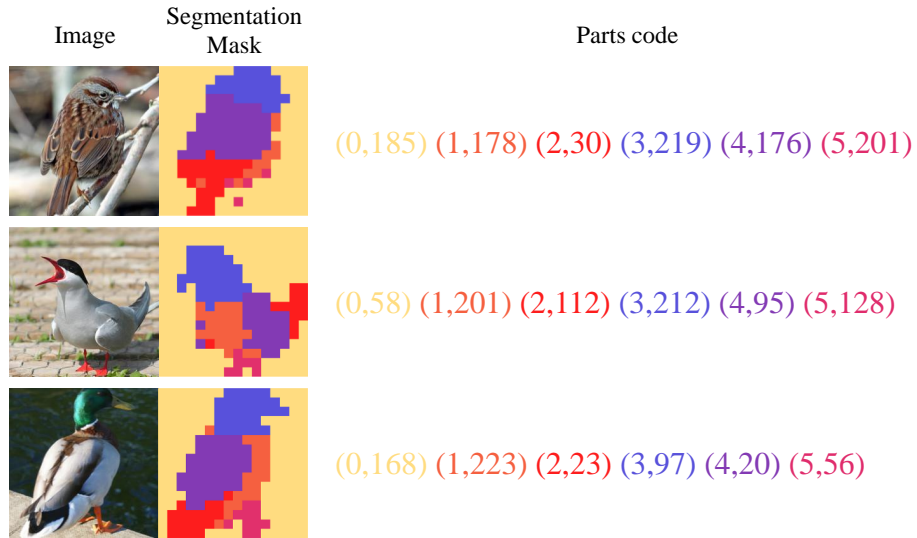 Image
Segmentation
Mask
Parts code
(0,185) (1,178) (2,30) (3,219) (4,176) (5,201)
(0,58) (1,201) (2,112) (3,212) (4,95) (5,128)
(0,168) (1,223) (2,23) (3,97) (4,20) (5,56)